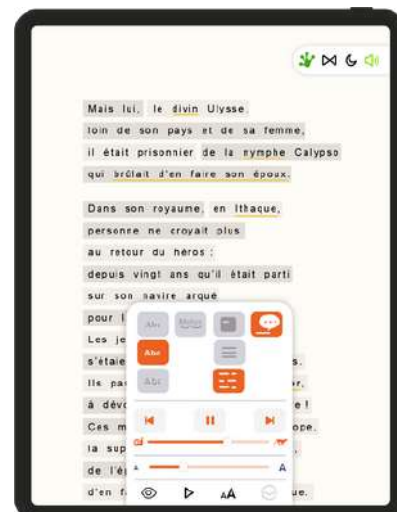 Mais lui, le divin Ulysse,
loin de son pays et de sa femme,
il était prisonnier de la nymphe Calypso
qui brûlait d'en faire son époux.
Dans son royaume, en Ithaque,
personne ne croyait plus
au retour du héros ;
depuis vingt ans qu'il était parti
sur son navire arqué
pour l
Les je
s'étaie s.
Ils pa r,
à dévo e !
Ces m ope,
la sup
de l'é
d'en f ue.
Abc
Abc
Abc
A A
AA